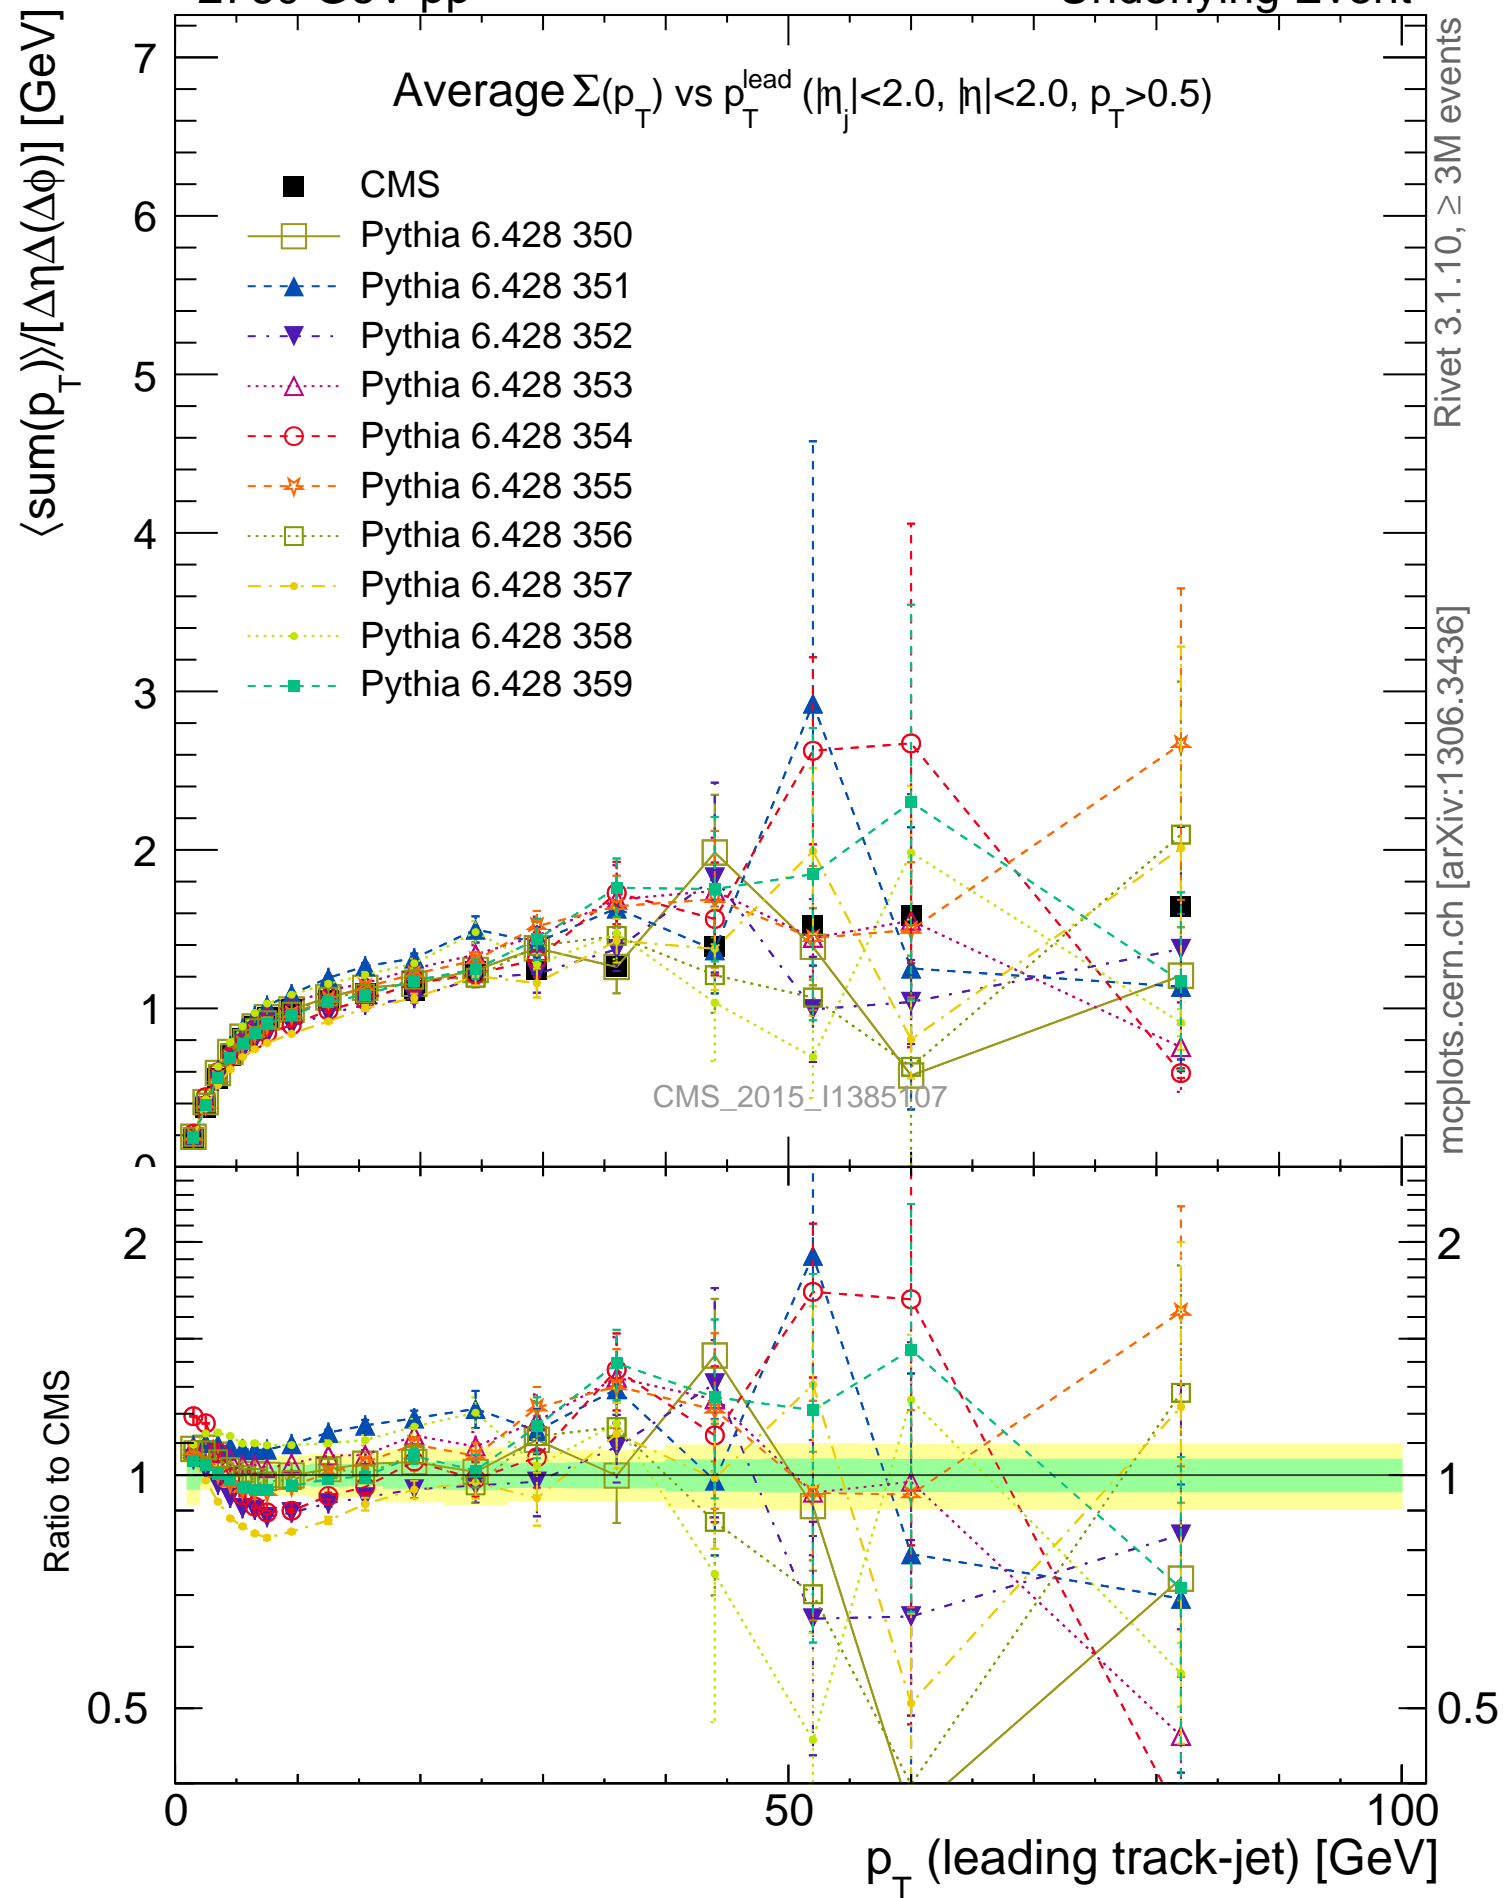 ⟨sum(p_T)⟩/[ΔηΔ(Δϕ)] [GeV]
7
6
5
4
3
2
1
Average Σ(p_T) vs p_T^lead (|η_j|<2.0, |η|<2.0, p_T>0.5)
CMS
Pythia 6.428 350
Pythia 6.428 351
Pythia 6.428 352
Pythia 6.428 353
Pythia 6.428 354
Pythia 6.428 355
Pythia 6.428 356
Pythia 6.428 357
Pythia 6.428 358
Pythia 6.428 359
CMS_2015_I1385107
Rivet 3.1.10, ≥ 3M events
mcplots.cern.ch [arXiv:1306.3436]
Ratio to CMS
2
1
0.5
2
1
0.5
0
50
100
p_T (leading track-jet) [GeV]